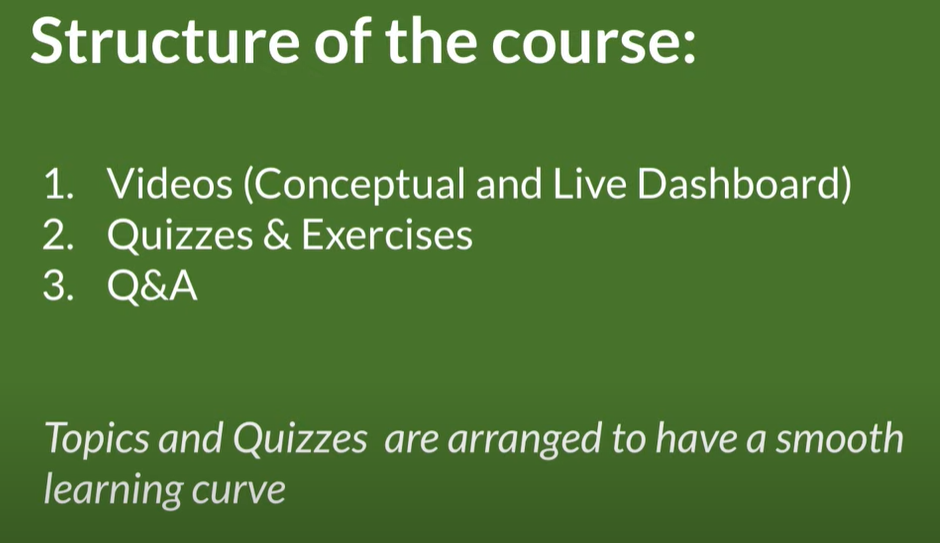 Structure of the course:
1. Videos (Conceptual and Live Dashboard)
2. Quizzes & Exercises
3. Q&A
Topics and Quizzes are arranged to have a smooth
learning curve